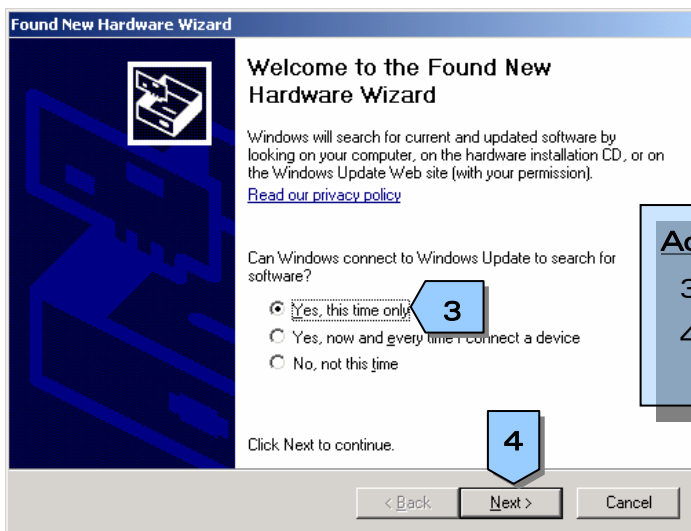 Found New Hardware Wizard
Welcome to the Found New
Hardware Wizard
Windows will search for current and updated software by
looking on your computer, on the hardware installation CD, or on
the Windows Update Web site (with your permission).
Read our privacy policy
Can Windows connect to Windows Update to search for
software?
Yes, this time only
3
Yes, now and every time I connect a device
No, not this time
Click Next to continue.
4
< Back
Next >
Cancel
3
4